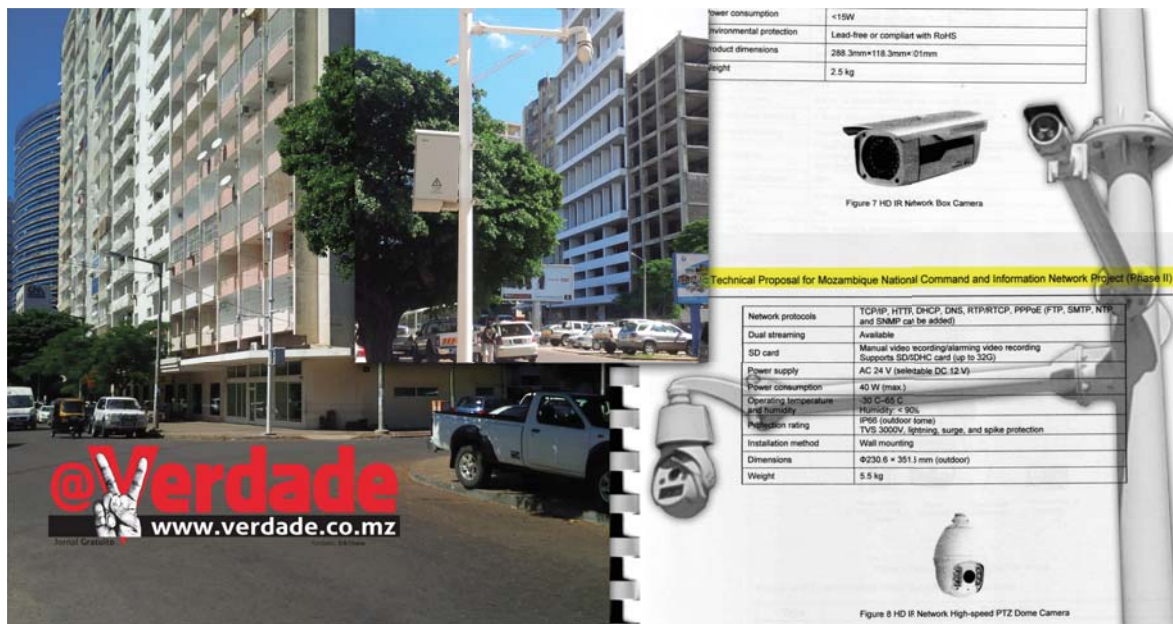 Power consumption
<15W
Environmental protection
Lead-free or compliant with RoHS
Product dimensions
288.3mm×118.3mm×101mm
Weight
2.5 kg
Figure 7 HD IR Network Box Camera
Technical Proposal for Mozambique National Command and Information Network Project (Phase II)
Network protocols
TCP/IP, HTTP, DHCP, DNS, RTP/RTCP, PPPoE (FTP, SMTP, NTP,
and SNMP can be added)
Dual streaming
Available
SD card
Manual video recording/alarming video recording
Supports SD/SDHC card (up to 32G)
Power supply
AC 24 V (selectable DC 12 V)
Power consumption
40 W (max.)
Operating temperature
and humidity
-30 C~65 C
Humidity: < 90%
Protection rating
IP66 (outdoor dome)
TVS 3000V, lightning, surge, and spike protection
Installation method
Wall mounting
Dimensions
Φ230.6 × 351.5 mm (outdoor)
Weight
5.5 kg
Figure 8 HD IR Network High-speed PTZ Dome Camera
@Verdade
www.verdade.co.mz
Jornal Gratuito